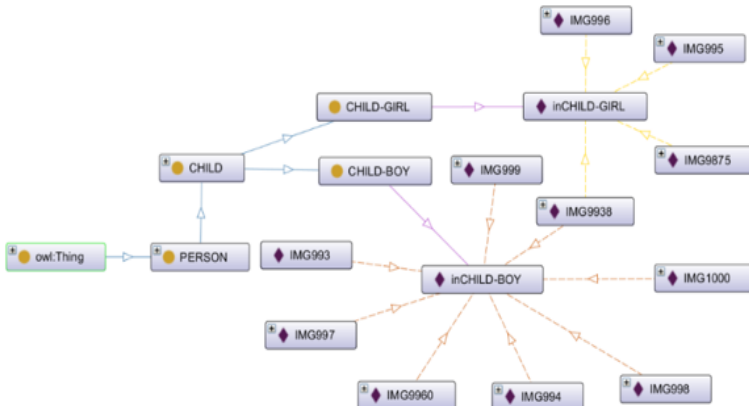 IMG996
IMG995
CHILD-GIRL
inCHILD-GIRL
CHILD
CHILD-BOY
IMG999
IMG9875
IMG9938
owl:Thing
PERSON
IMG993
inCHILD-BOY
IMG1000
IMG997
IMG9960
IMG994
IMG998